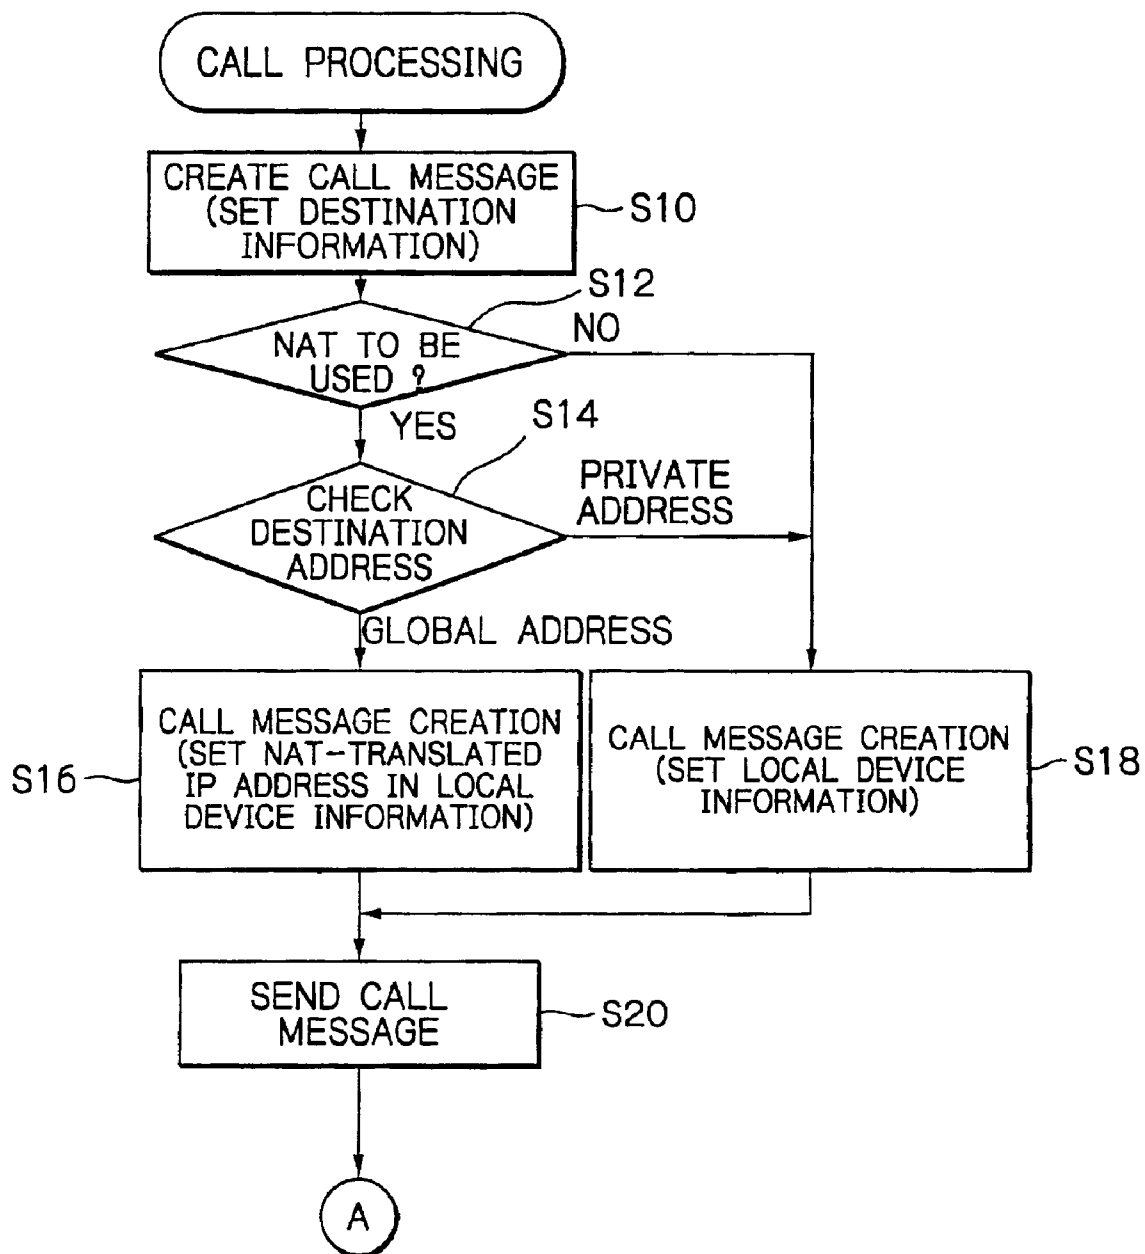 CALL PROCESSING
CREATE CALL MESSAGE
(SET DESTINATION
INFORMATION)
S10
S12
NAT TO BE
USED ?
NO
YES
S14
CHECK
DESTINATION
ADDRESS
PRIVATE
ADDRESS
GLOBAL ADDRESS
CALL MESSAGE CREATION
(SET NAT-TRANSLATED
IP ADDRESS IN LOCAL
DEVICE INFORMATION)
S16
CALL MESSAGE CREATION
(SET LOCAL DEVICE
INFORMATION)
S18
SEND CALL
MESSAGE
S20
A